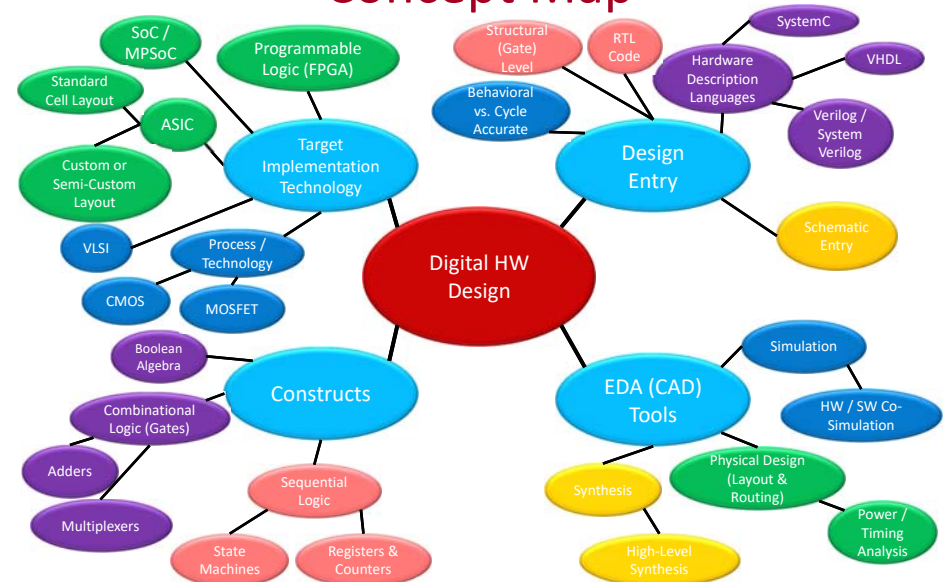 Concept Map
SoC /
MPSoC
Programmable
Logic (FPGA)
Standard
Cell Layout
ASIC
Custom or
Semi-Custom
Layout
Target
Implementation
Technology
VLSI
Process /
Technology
CMOS
MOSFET
Structural
(Gate)
Level
RTL
Code
Behavioral
vs. Cycle
Accurate
Hardware
Description
Languages
SystemC
VHDL
Verilog /
System
Verilog
Design
Entry
Schematic
Entry
Digital HW
Design
Boolean
Algebra
Constructs
Combinational
Logic (Gates)
Adders
Multiplexers
Sequential
Logic
State
Machines
Registers &
Counters
EDA (CAD)
Tools
Simulation
HW / SW Co-
Simulation
Synthesis
High-Level
Synthesis
Physical Design
(Layout &
Routing)
Power /
Timing
Analysis